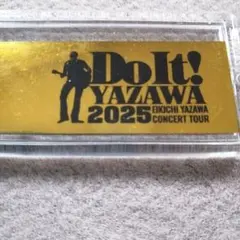 Do It!
YAZAWA
2025 EIKICHI YAZAWA
CONCERT TOUR